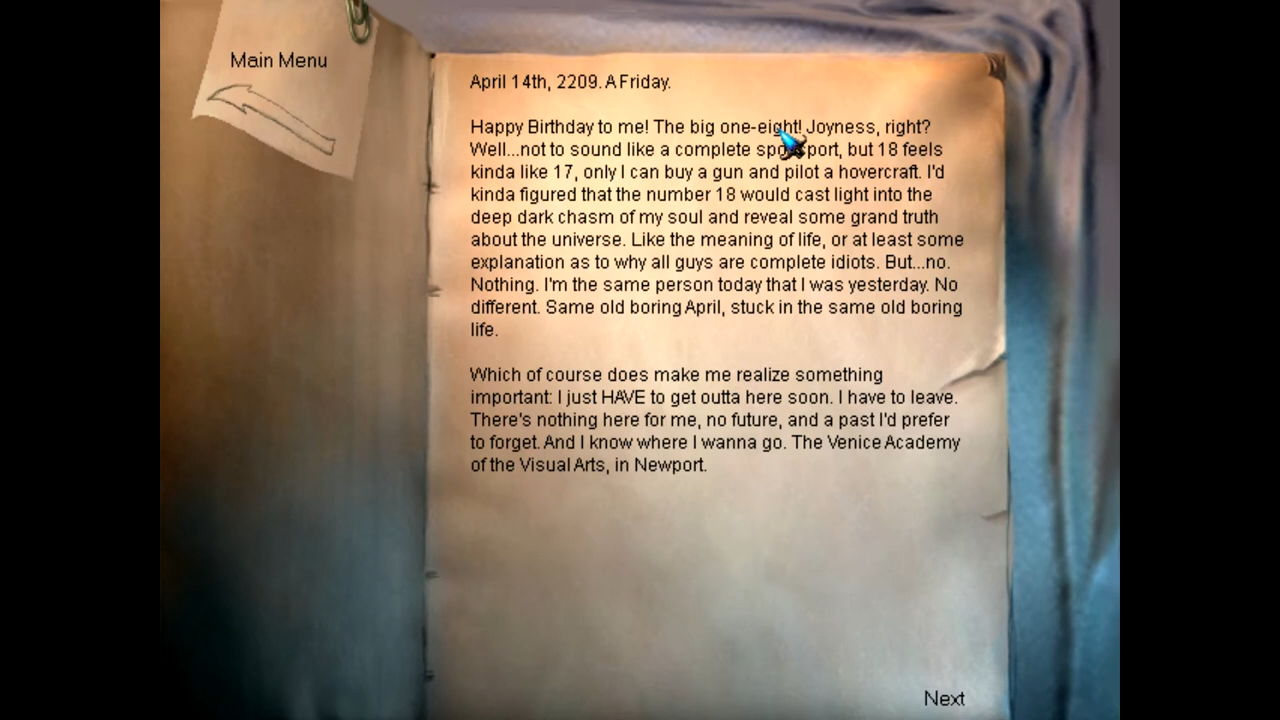 Main Menu
April 14th, 2209. A Friday.
Happy Birthday to me! The big one-eight! Joyness, right?
Well...not to sound like a complete port, but 18 feels
kinda like 17, only I can buy a gun and pilot a hovercraft. I'd
kinda figured that the number 18 would cast light into the
deep dark chasm of my soul and reveal some grand truth
about the universe. Like the meaning of life, or at least some
explanation as to why all guys are complete idiots. But...no.
Nothing. I'm the same person today that I was yesterday. No
different. Same old boring April, stuck in the same old boring
life.
Which of course does make me realize something
important: I just HAVE to get outta here soon. I have to leave.
There's nothing here for me, no future, and a past I'd prefer
to forget. And I know where I wanna go. The Venice Academy
of the Visual Arts, in Newport.
Next